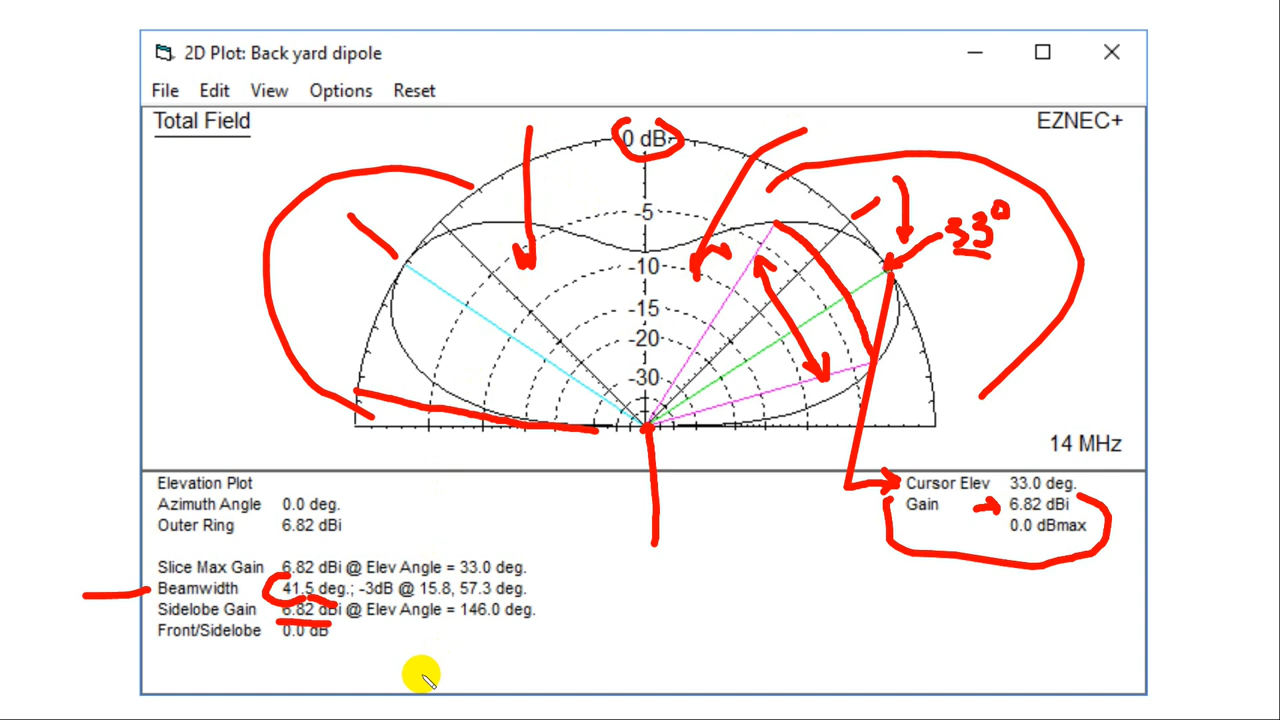 2D Plot: Back yard dipole
File Edit View Options Reset
Total Field
EZNEC+
0 dB
-5
-10
-15
-20
-30
33°
14 MHz
Elevation Plot
Azimuth Angle 0.0 deg.
Outer Ring 6.82 dBi
Cursor Elev 33.0 deg.
Gain 6.82 dBi
0.0 dBmax
Slice Max Gain 6.82 dBi @ Elev Angle = 33.0 deg.
Beamwidth 41.5 deg.; -3dB @ 15.8, 57.3 deg.
Sidelobe Gain 6.82 dBi @ Elev Angle = 146.0 deg.
Front/Sidelobe 0.0 dB